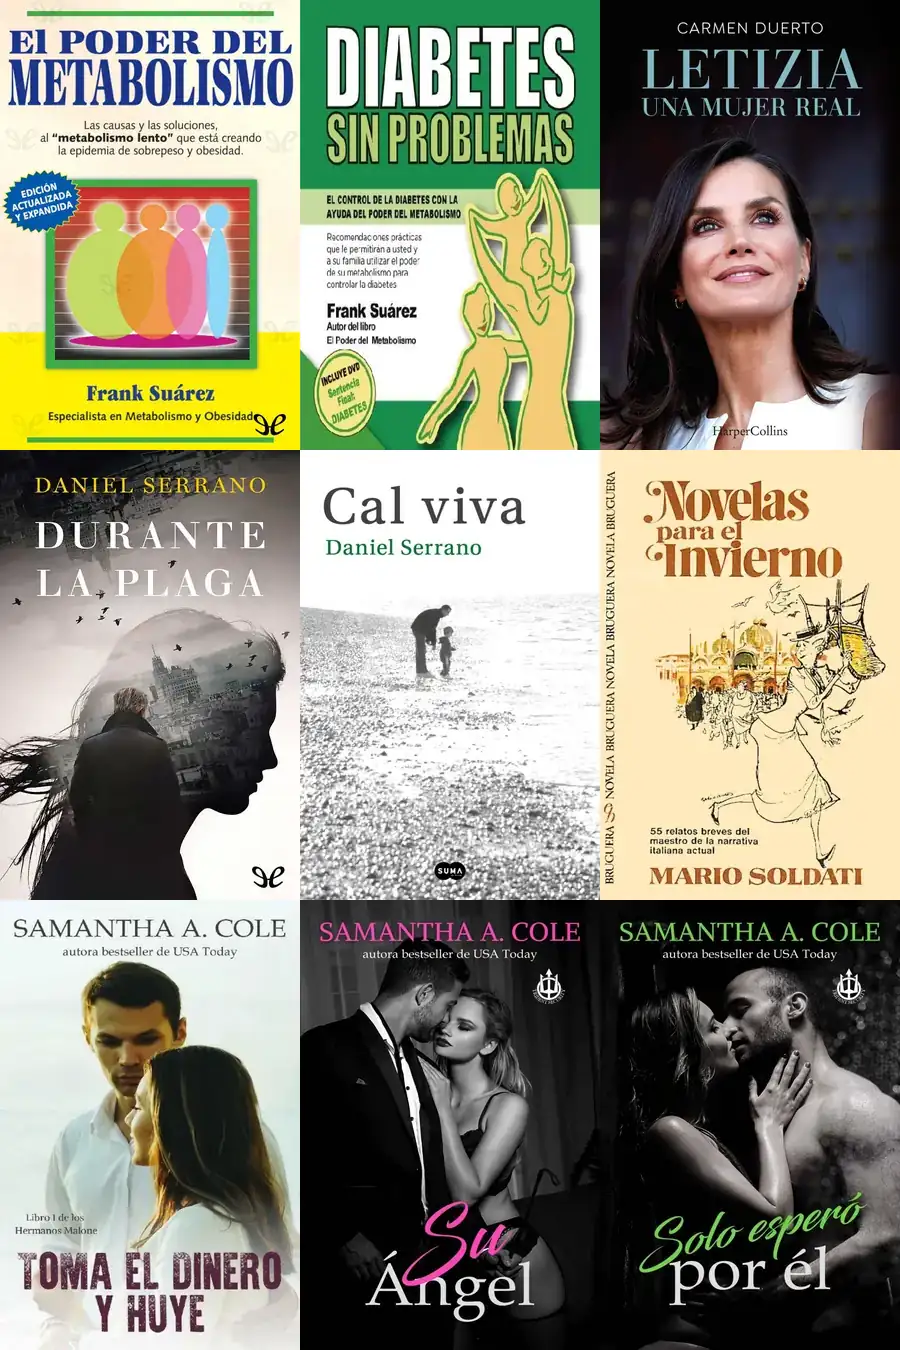 El PODER DEL
METABOLISMO
Las causas y las soluciones,
al “metabolismo lento” que está creando
la epidemia de sobrepeso y obesidad.
EDICIÓN
ACTUALIZADA
Y EXPANDIDA
Frank Suárez
Especialista en Metabolismo y Obesidad
DIABETES
SIN PROBLEMAS
EL CONTROL DE LA DIABETES CON LA
AYUDA DEL PODER DEL METABOLISMO
Recomendaciones prácticas
que le permitirán a usted y
a su familia utilizar el poder
de su metabolismo para
controlar la diabetes
Frank Suárez
Autor del libro
El Poder del Metabolismo
INCLUYE DVD
Sentencia
Final:
DIABETES
CARMEN DUERTO
LETIZIA
UNA MUJER REAL
HarperCollins
DANIEL SERRANO
DURANTE
LA PLAGA
Cal viva
Daniel Serrano
SUMA
BRUGUERA NOVELA BRUGUERA NOVELA BRUGUERA NOVELA BRUGUERA
Novelas
para el
Invierno
55 relatos breves del
maestro de la narrativa
italiana actual
MARIO SOLDATI
SAMANTHA A. COLE
autora bestseller de USA Today
Libro 1 de los
Hermanos Malone
TOMA EL DINERO
Y HUYE
SAMANTHA A. COLE
autora bestseller de USA Today
TRIDENT SECURITY
Su
Ángel
SAMANTHA A. COLE
autora bestseller de USA Today
TRIDENT SECURITY
Solo esperó
por él